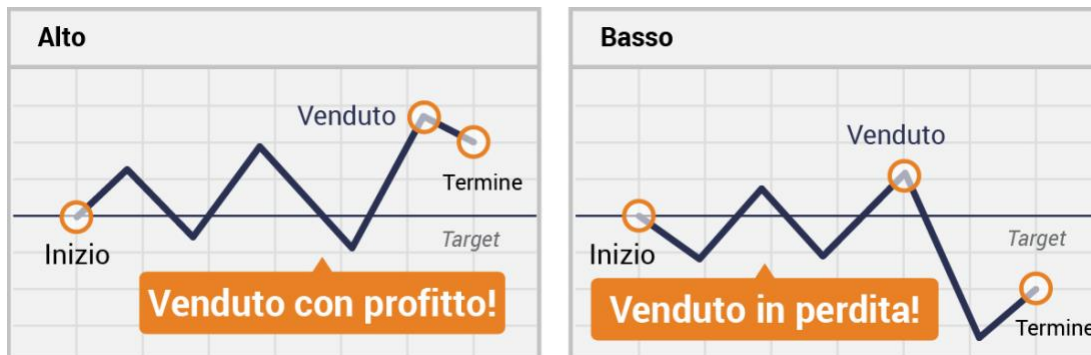 Alto
Venduto
Termine
Target
Inizio
Venduto con profitto!
Basso
Venduto
Target
Inizio
Venduto in perdita!
Termine